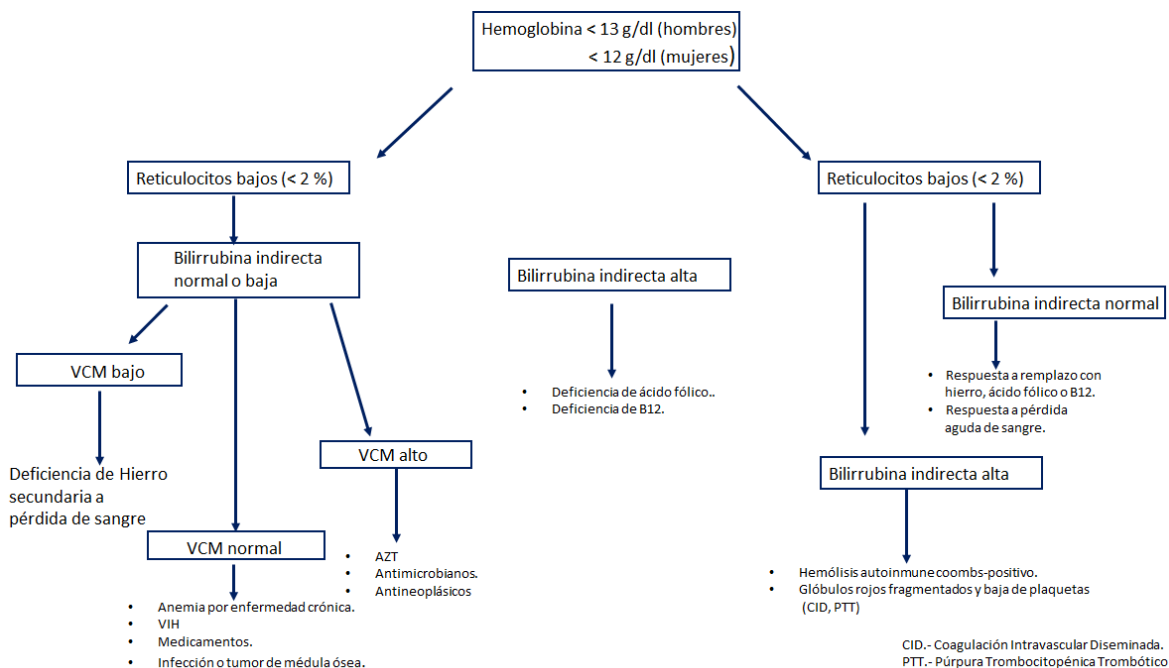 Hemoglobina < 13 g/dl (hombres)
< 12 g/dl (mujeres)
Reticulocitos bajos (< 2 %)
Reticulocitos bajos (< 2 %)
Bilirrubina indirecta
normal o baja
Bilirrubina indirecta alta
Bilirrubina indirecta normal
VCM bajo
• Deficiencia de ácido fólico..
• Deficiencia de B12.
• Respuesta a remplazo con
hierro, ácido fólico o B12.
• Respuesta a pérdida
aguda de sangre.
VCM alto
Bilirrubina indirecta alta
Deficiencia de Hierro
secundaria a
pérdida de sangre
VCM normal
• AZT
• Antimicrobianos.
• Antineoplásicos
• Hemólisis autoinmune coombs-positivo.
• Glóbulos rojos fragmentados y baja de plaquetas
(CID, PTT)
• Anemia por enfermedad crónica.
• VIH
• Medicamentos.
• Infección o tumor de médula ósea.
CID.- Coagulación Intravascular Diseminada.
PTT.- Púrpura Trombocitopénica Trombótico